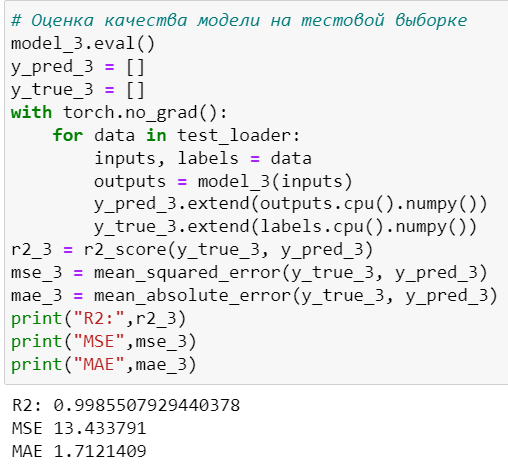 # Оценка качества модели на тестовой выборке
model_3.eval()
y_pred_3 = []
y_true_3 = []
with torch.no_grad():
    for data in test_loader:
        inputs, labels = data
        outputs = model_3(inputs)
        y_pred_3.extend(outputs.cpu().numpy())
        y_true_3.extend(labels.cpu().numpy())
r2_3 = r2_score(y_true_3, y_pred_3)
mse_3 = mean_squared_error(y_true_3, y_pred_3)
mae_3 = mean_absolute_error(y_true_3, y_pred_3)
print("R2:",r2_3)
print("MSE",mse_3)
print("MAE",mae_3)
R2: 0.9985507929440378
MSE 13.433791
MAE 1.7121409